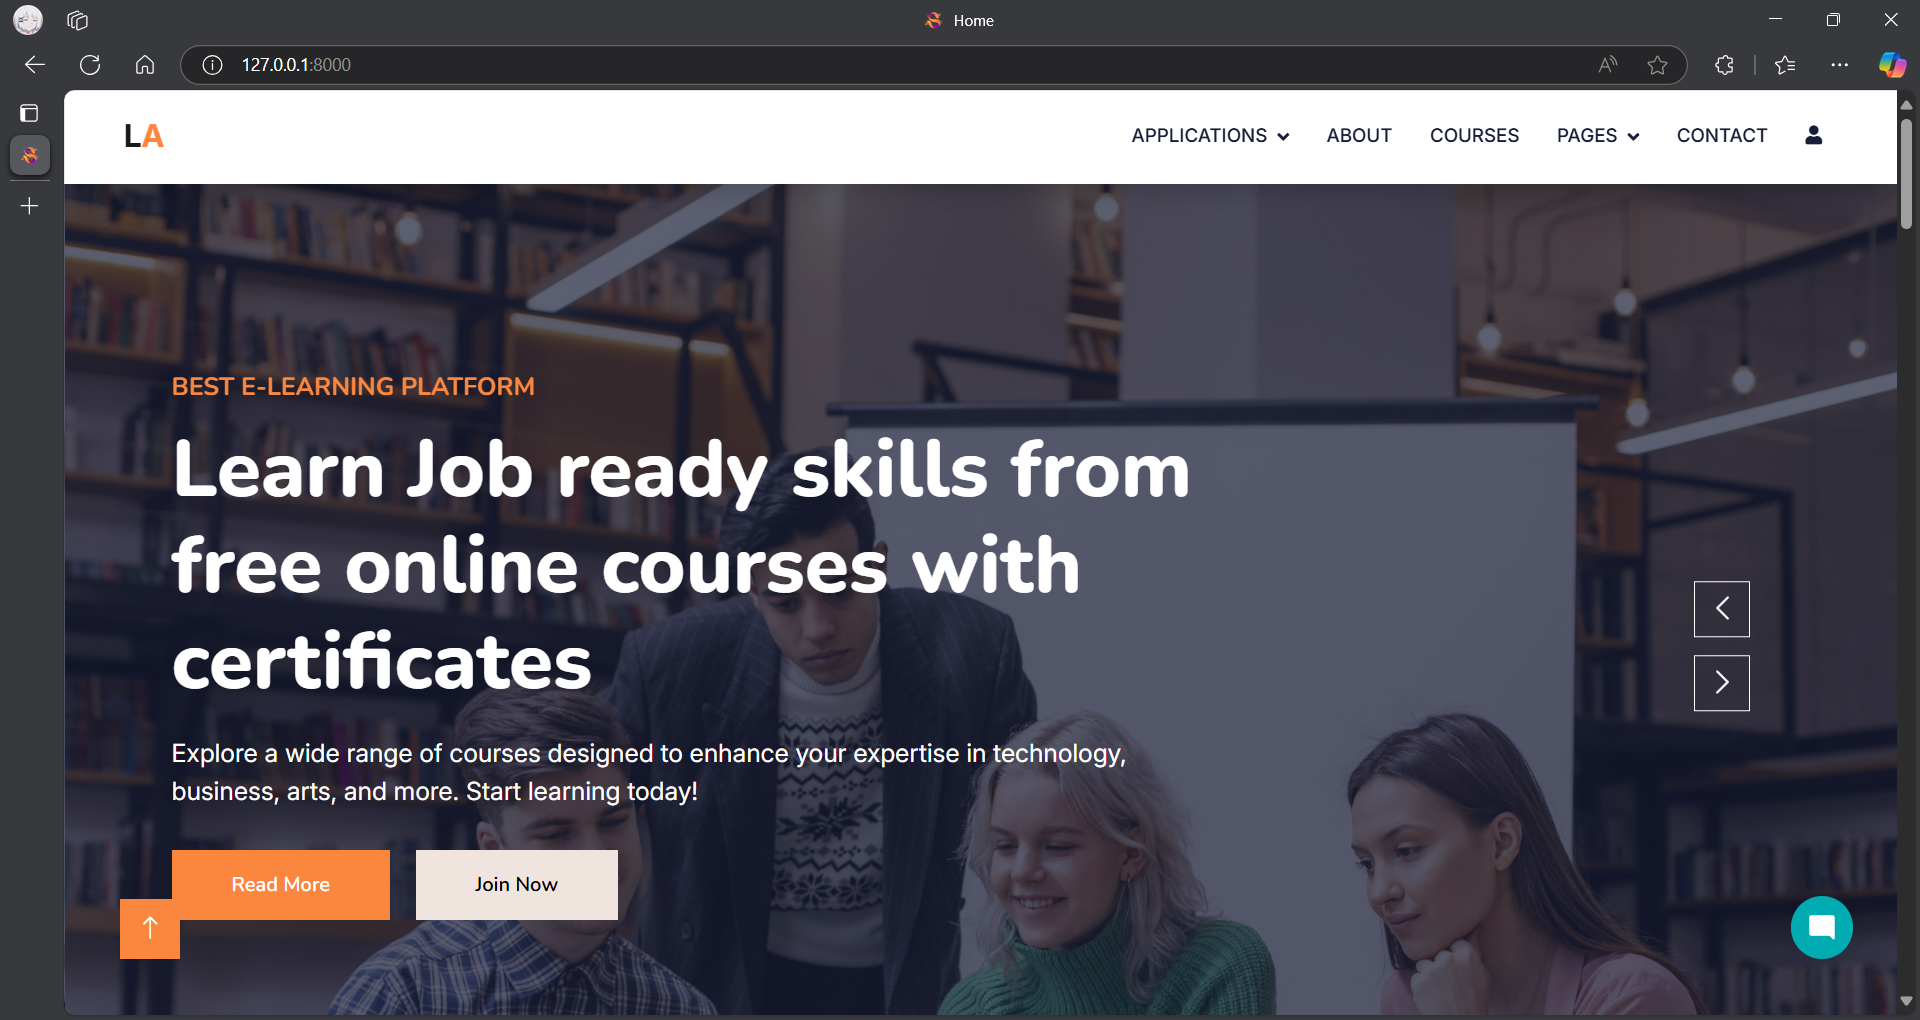 Home
127.0.0.1:8000
LA
APPLICATIONS ABOUT COURSES PAGES CONTACT
BEST E-LEARNING PLATFORM
Learn Job ready skills from
free online courses with
certificates
Explore a wide range of courses designed to enhance your expertise in technology,
business, arts, and more. Start learning today!
Read More Join Now